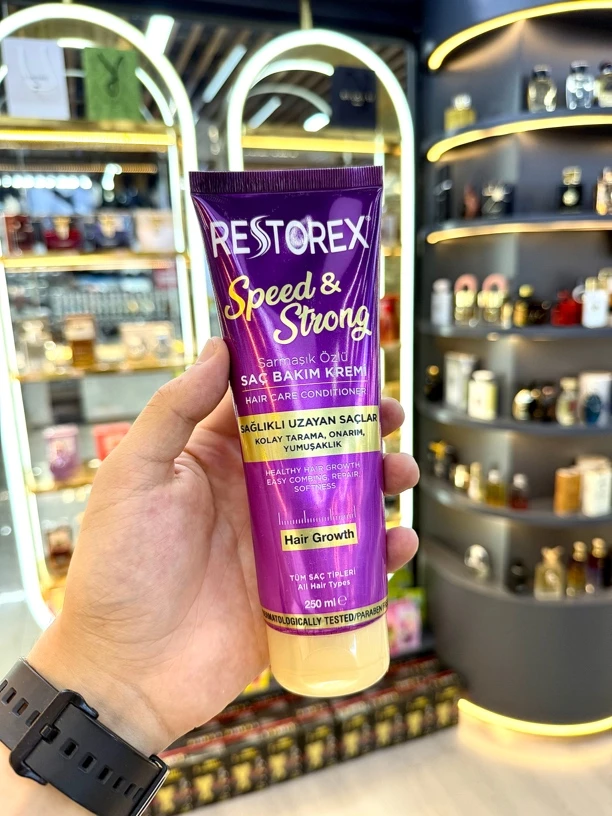 RESTOREX
Speed &
Strong
Sarmaşık Özlü
SAÇ BAKIM KREMİ
HAIR CARE CONDITIONER
SAĞLIKLI UZAYAN SAÇLAR
KOLAY TARAMA, ONARIM,
YUMUŞAKLIK
HEALTHY HAIR GROWTH
EASY COMBING, REPAIR,
SOFTNESS
Hair Growth
TÜM SAÇ TİPLERİ
All Hair Types
250 ml ℮
TESTED/PARABEN